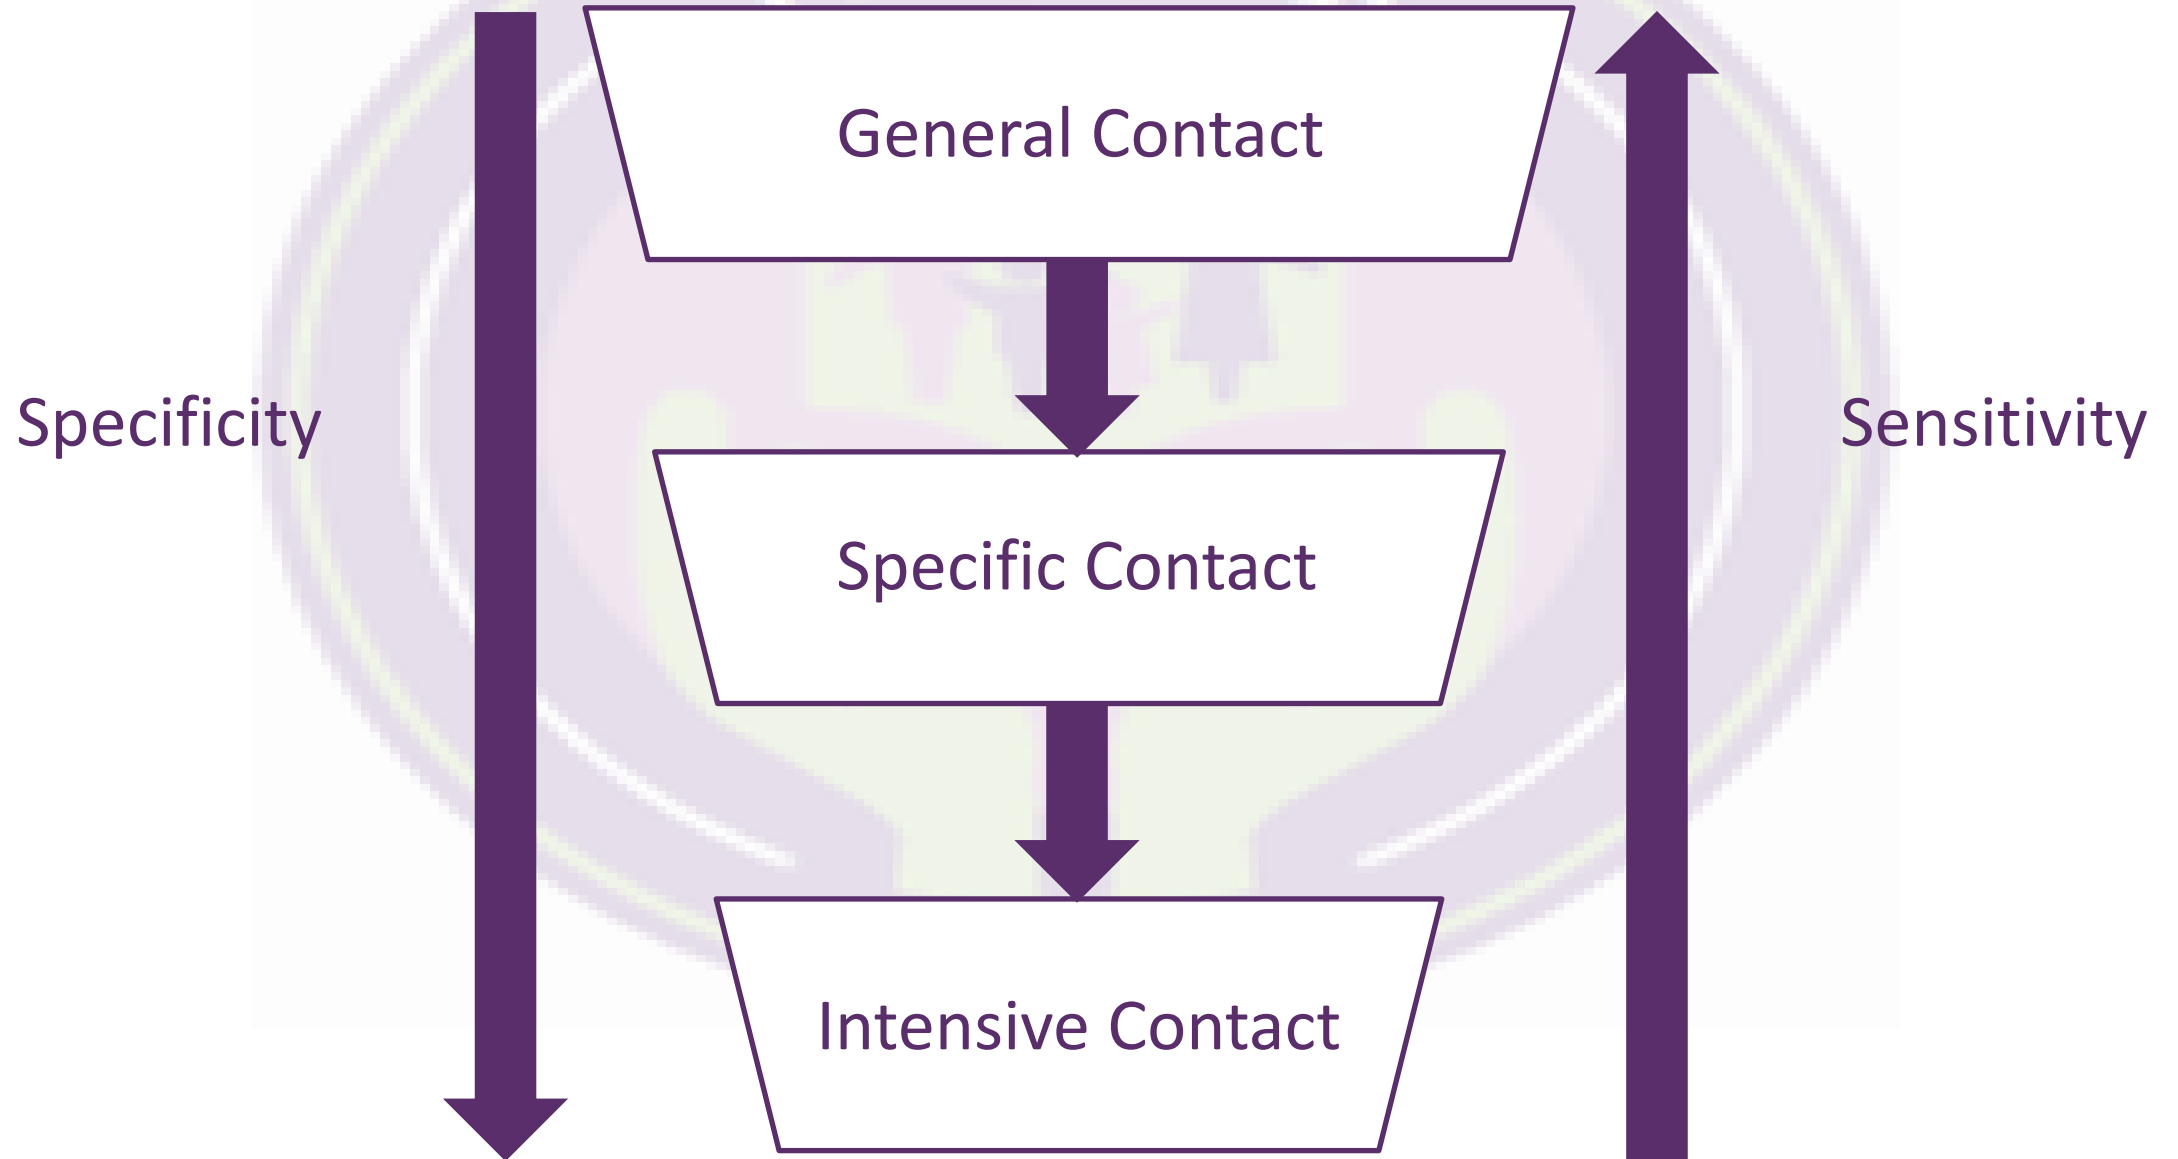 General Contact
Specificity
Sensitivity
Specific Contact
Intensive Contact